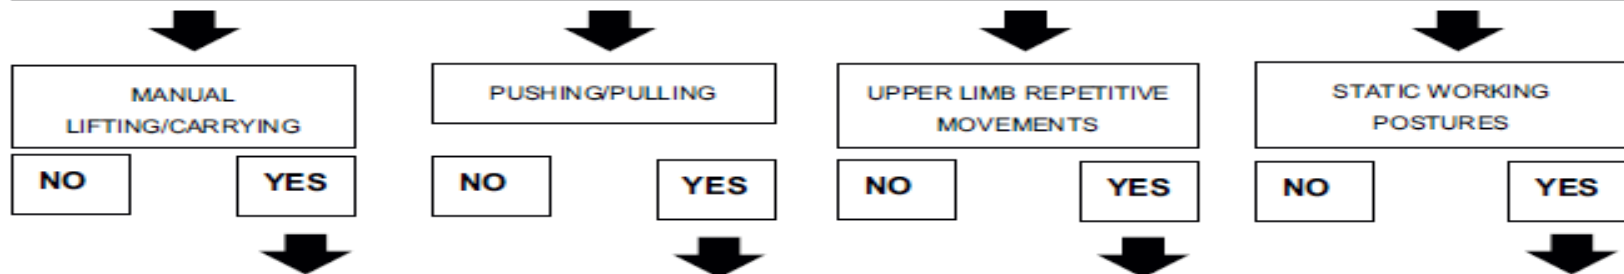 MANUAL
LIFTING/CARRYING
NO
YES
PUSHING/PULLING
NO
YES
UPPER LIMB REPETITIVE
MOVEMENTS
NO
YES
STATIC WORKING
POSTURES
NO
YES